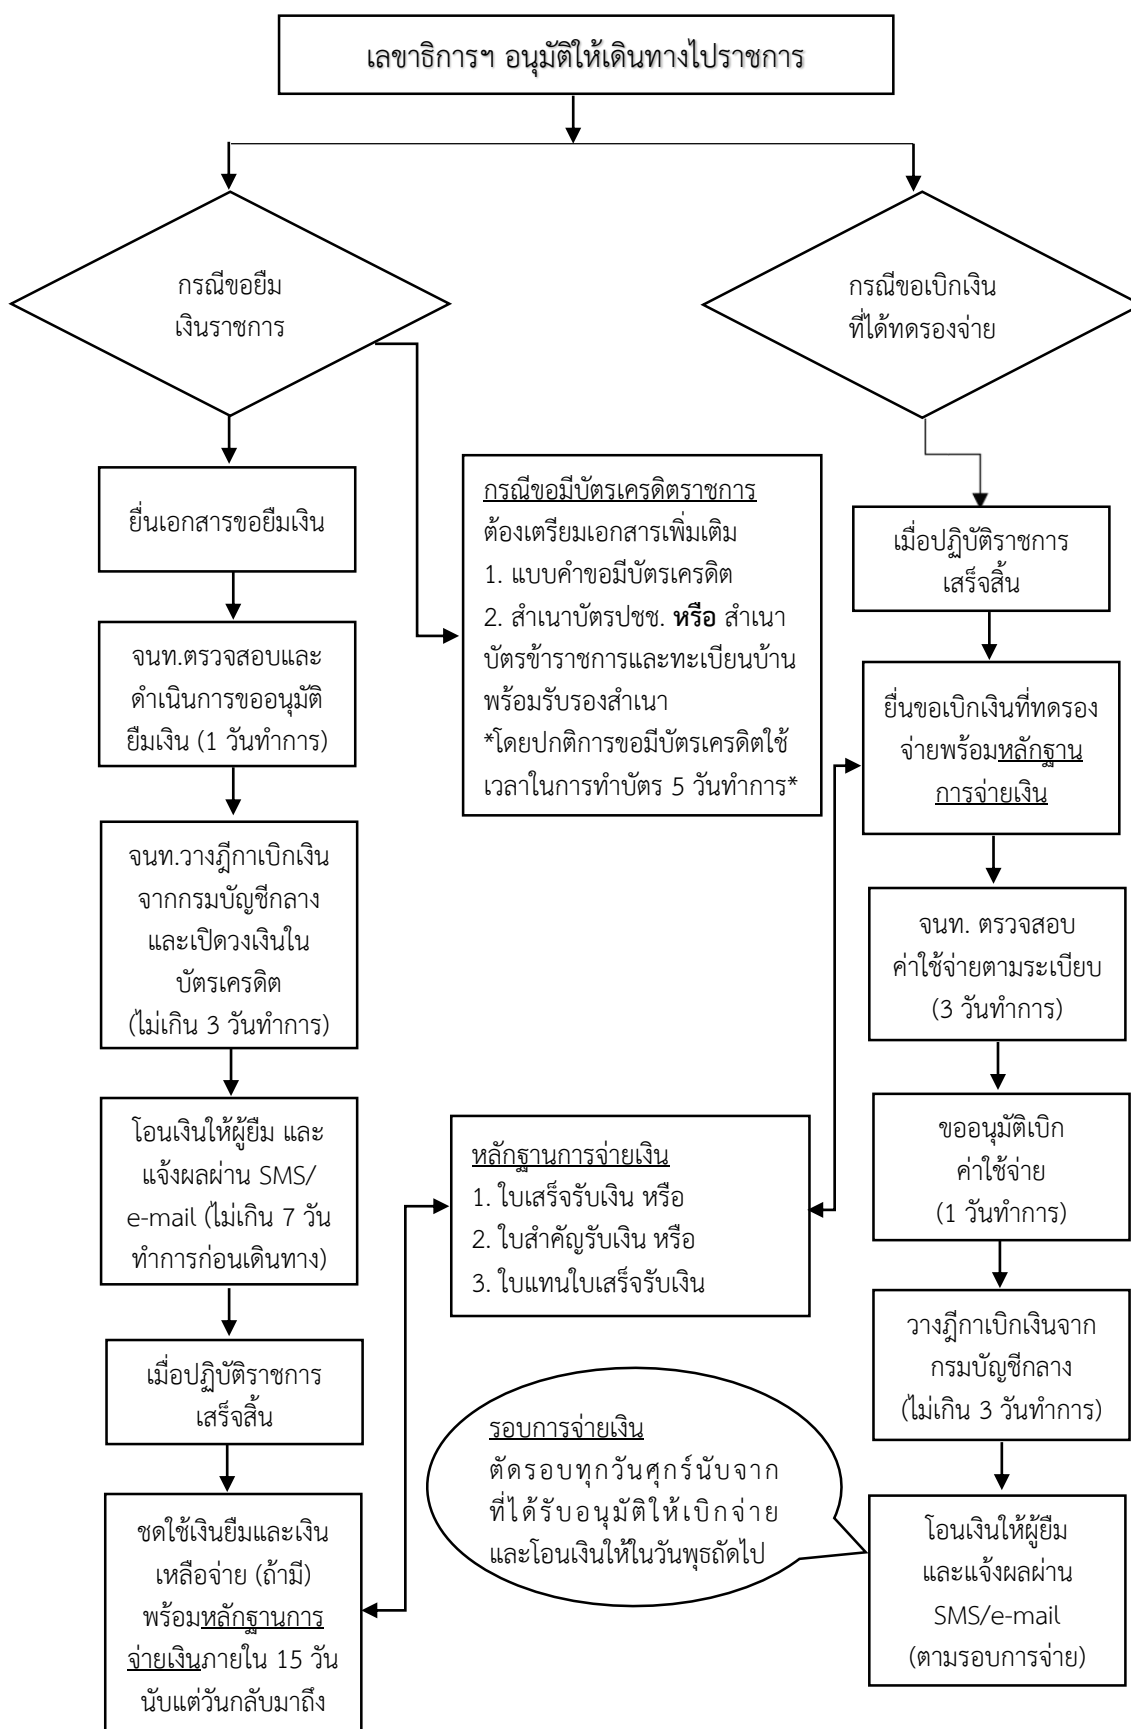 เลขาธิการฯ อนุมัติให้เดินทางไปราชการ
กรณีขอยืม
เงินราชการ
กรณีขอเบิกเงิน
ที่ได้ทดรองจ่าย
ยื่นเอกสารขอยืมเงิน
จนท.ตรวจสอบและ
ดำเนินการขออนุมัติ
ยืมเงิน (1 วันทำการ)
จนท.วางฎีกาเบิกเงิน
จากกรมบัญชีกลาง
และเปิดวงเงินใน
บัตรเครดิต
(ไม่เกิน 3 วันทำการ)
โอนเงินให้ผู้ยืม และ
แจ้งผลผ่าน SMS/
e-mail (ไม่เกิน 7 วัน
ทำการก่อนเดินทาง)
เมื่อปฏิบัติราชการ
เสร็จสิ้น
ชดใช้เงินยืมและเงิน
เหลือจ่าย (ถ้ามี)
พร้อมหลักฐานการ
จ่ายเงินภายใน 15 วัน
นับแต่วันกลับมาถึง
กรณีขอมีบัตรเครดิตราชการ
ต้องเตรียมเอกสารเพิ่มเติม
1. แบบคำขอมีบัตรเครดิต
2. สำเนาบัตรปชช. หรือ สำเนา
บัตรข้าราชการและทะเบียนบ้าน
พร้อมรับรองสำเนา
*โดยปกติการขอมีบัตรเครดิตใช้
เวลาในการทำบัตร 5 วันทำการ*
หลักฐานการจ่ายเงิน
1. ใบเสร็จรับเงิน หรือ
2. ใบสำคัญรับเงิน หรือ
3. ใบแทนใบเสร็จรับเงิน
รอบการจ่ายเงิน
ตัดรอบทุกวันศุกร์นับจาก
ที่ได้รับอนุมัติให้เบิกจ่าย
และโอนเงินให้ในวันพุธถัดไป
เมื่อปฏิบัติราชการ
เสร็จสิ้น
ยื่นขอเบิกเงินที่ทดรอง
จ่ายพร้อมหลักฐาน
การจ่ายเงิน
จนท. ตรวจสอบ
ค่าใช้จ่ายตามระเบียบ
(3 วันทำการ)
ขออนุมัติเบิก
ค่าใช้จ่าย
(1 วันทำการ)
วางฎีกาเบิกเงินจาก
กรมบัญชีกลาง
(ไม่เกิน 3 วันทำการ)
โอนเงินให้ผู้ยืม
และแจ้งผลผ่าน
SMS/e-mail
(ตามรอบการจ่าย)